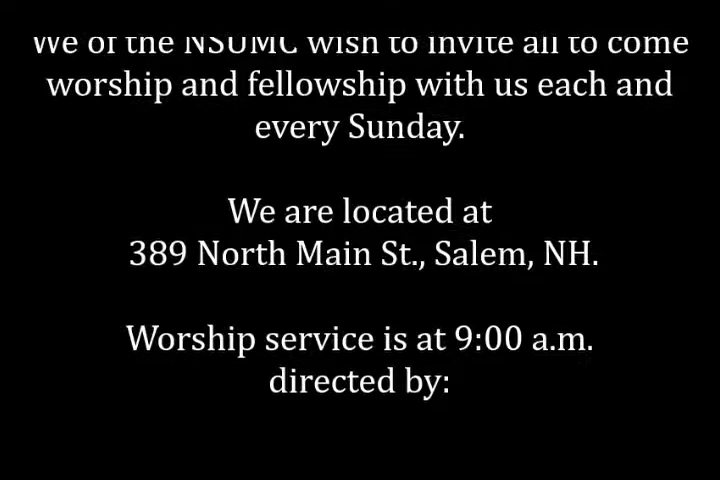 We of the NSUMC wish to invite all to come
worship and fellowship with us each and
every Sunday.
We are located at
389 North Main St., Salem, NH.
Worship service is at 9:00 a.m.
directed by: